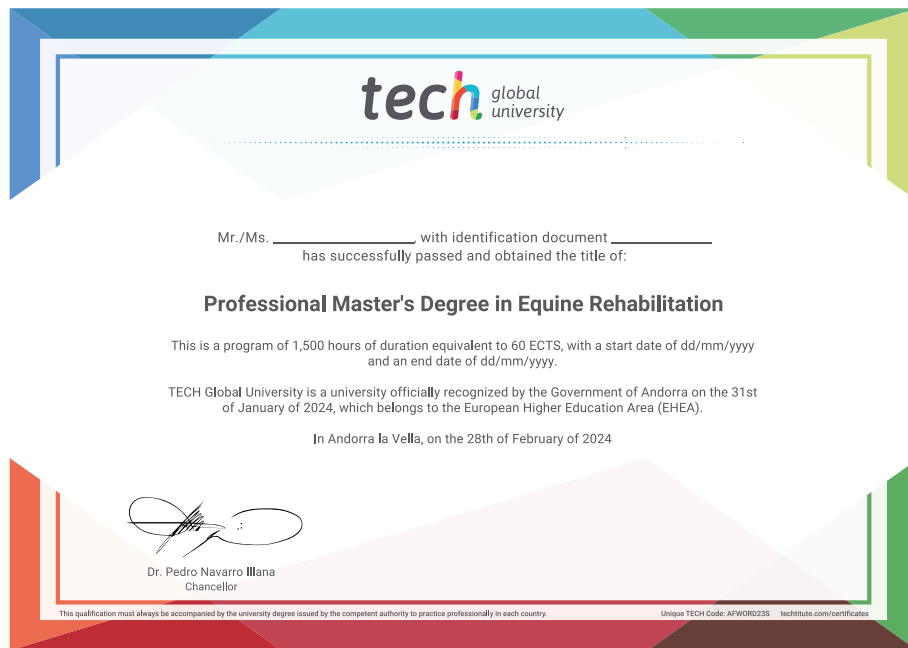 tech global
university
Mr./Ms. ____________, with identification document ____________
has successfully passed and obtained the title of:
Professional Master's Degree in Equine Rehabilitation
This is a program of 1,500 hours of duration equivalent to 60 ECTS, with a start date of dd/mm/yyyy
and an end date of dd/mm/yyyy.
TECH Global University is a university officially recognized by the Government of Andorra on the 31st
of January of 2024, which belongs to the European Higher Education Area (EHEA).
In Andorra la Vella, on the 28th of February of 2024
Dr. Pedro Navarro Illana
Chancellor
This qualification must always be accompanied by the university degree issued by the competent authority to practice professionally in each country.
Unique TECH Code: AFWORD23S techtitute.com/certificates